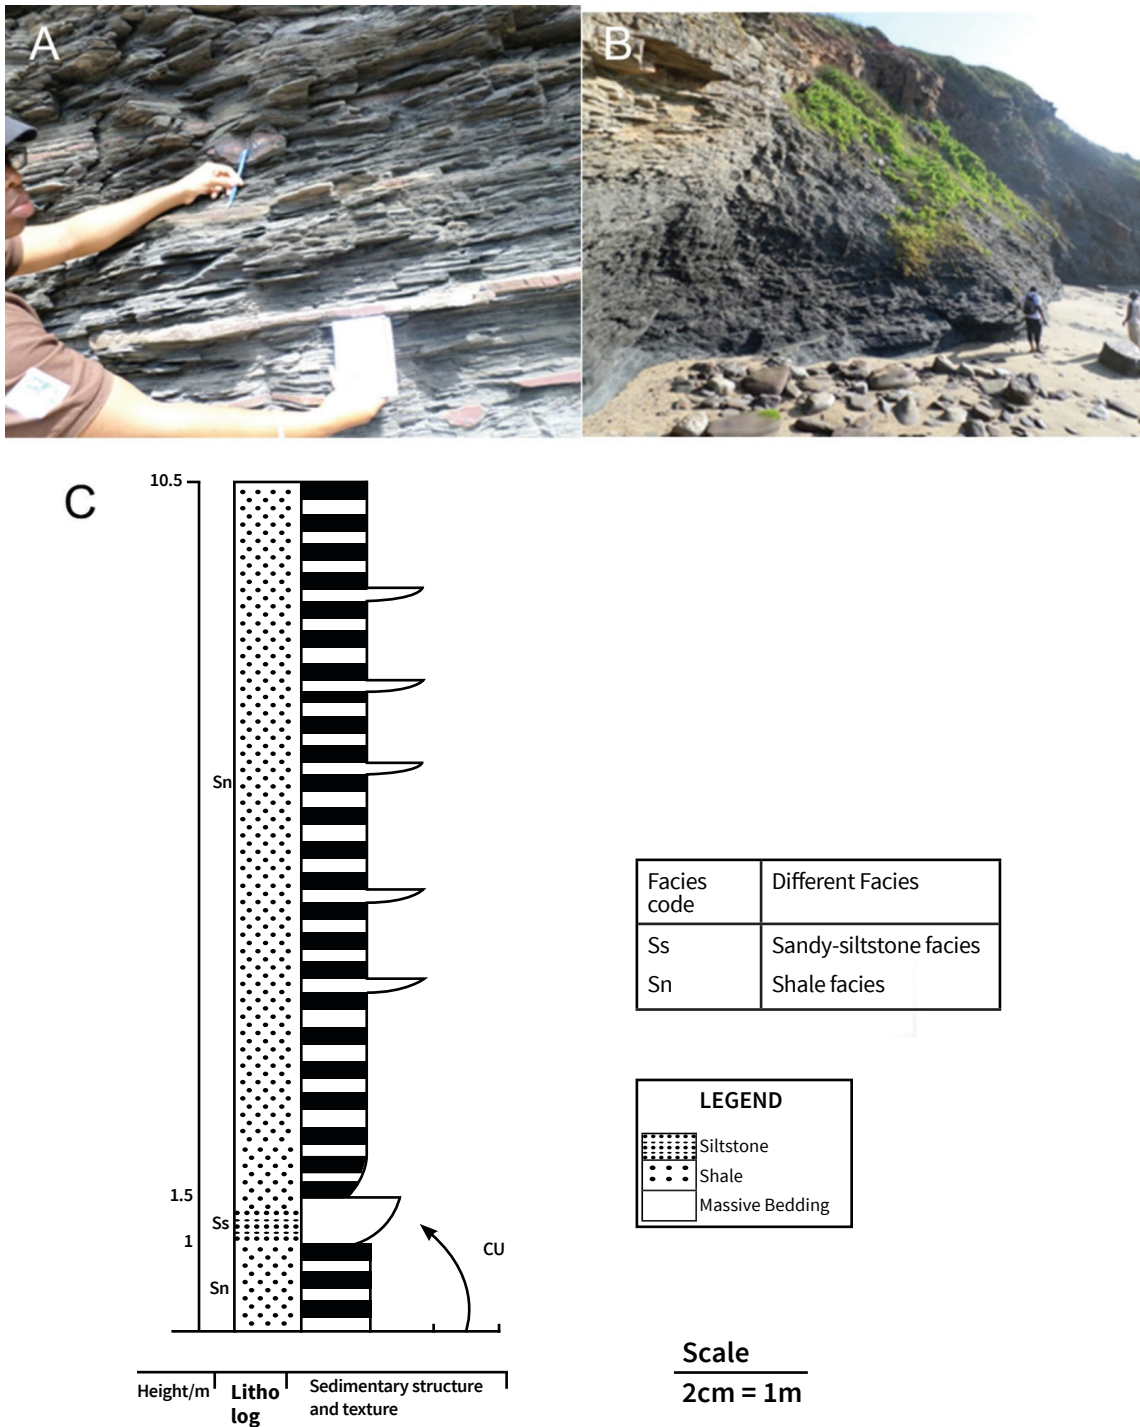 A
B
C
10.5
Sn
1.5
Ss
1
Sn
CU
Height/m
Litho
log
Sedimentary structure
and texture
Facies
code
Different Facies
Ss
Sandy-siltstone facies
Sn
Shale facies
LEGEND
Siltstone
Shale
Massive Bedding
Scale
2cm = 1m